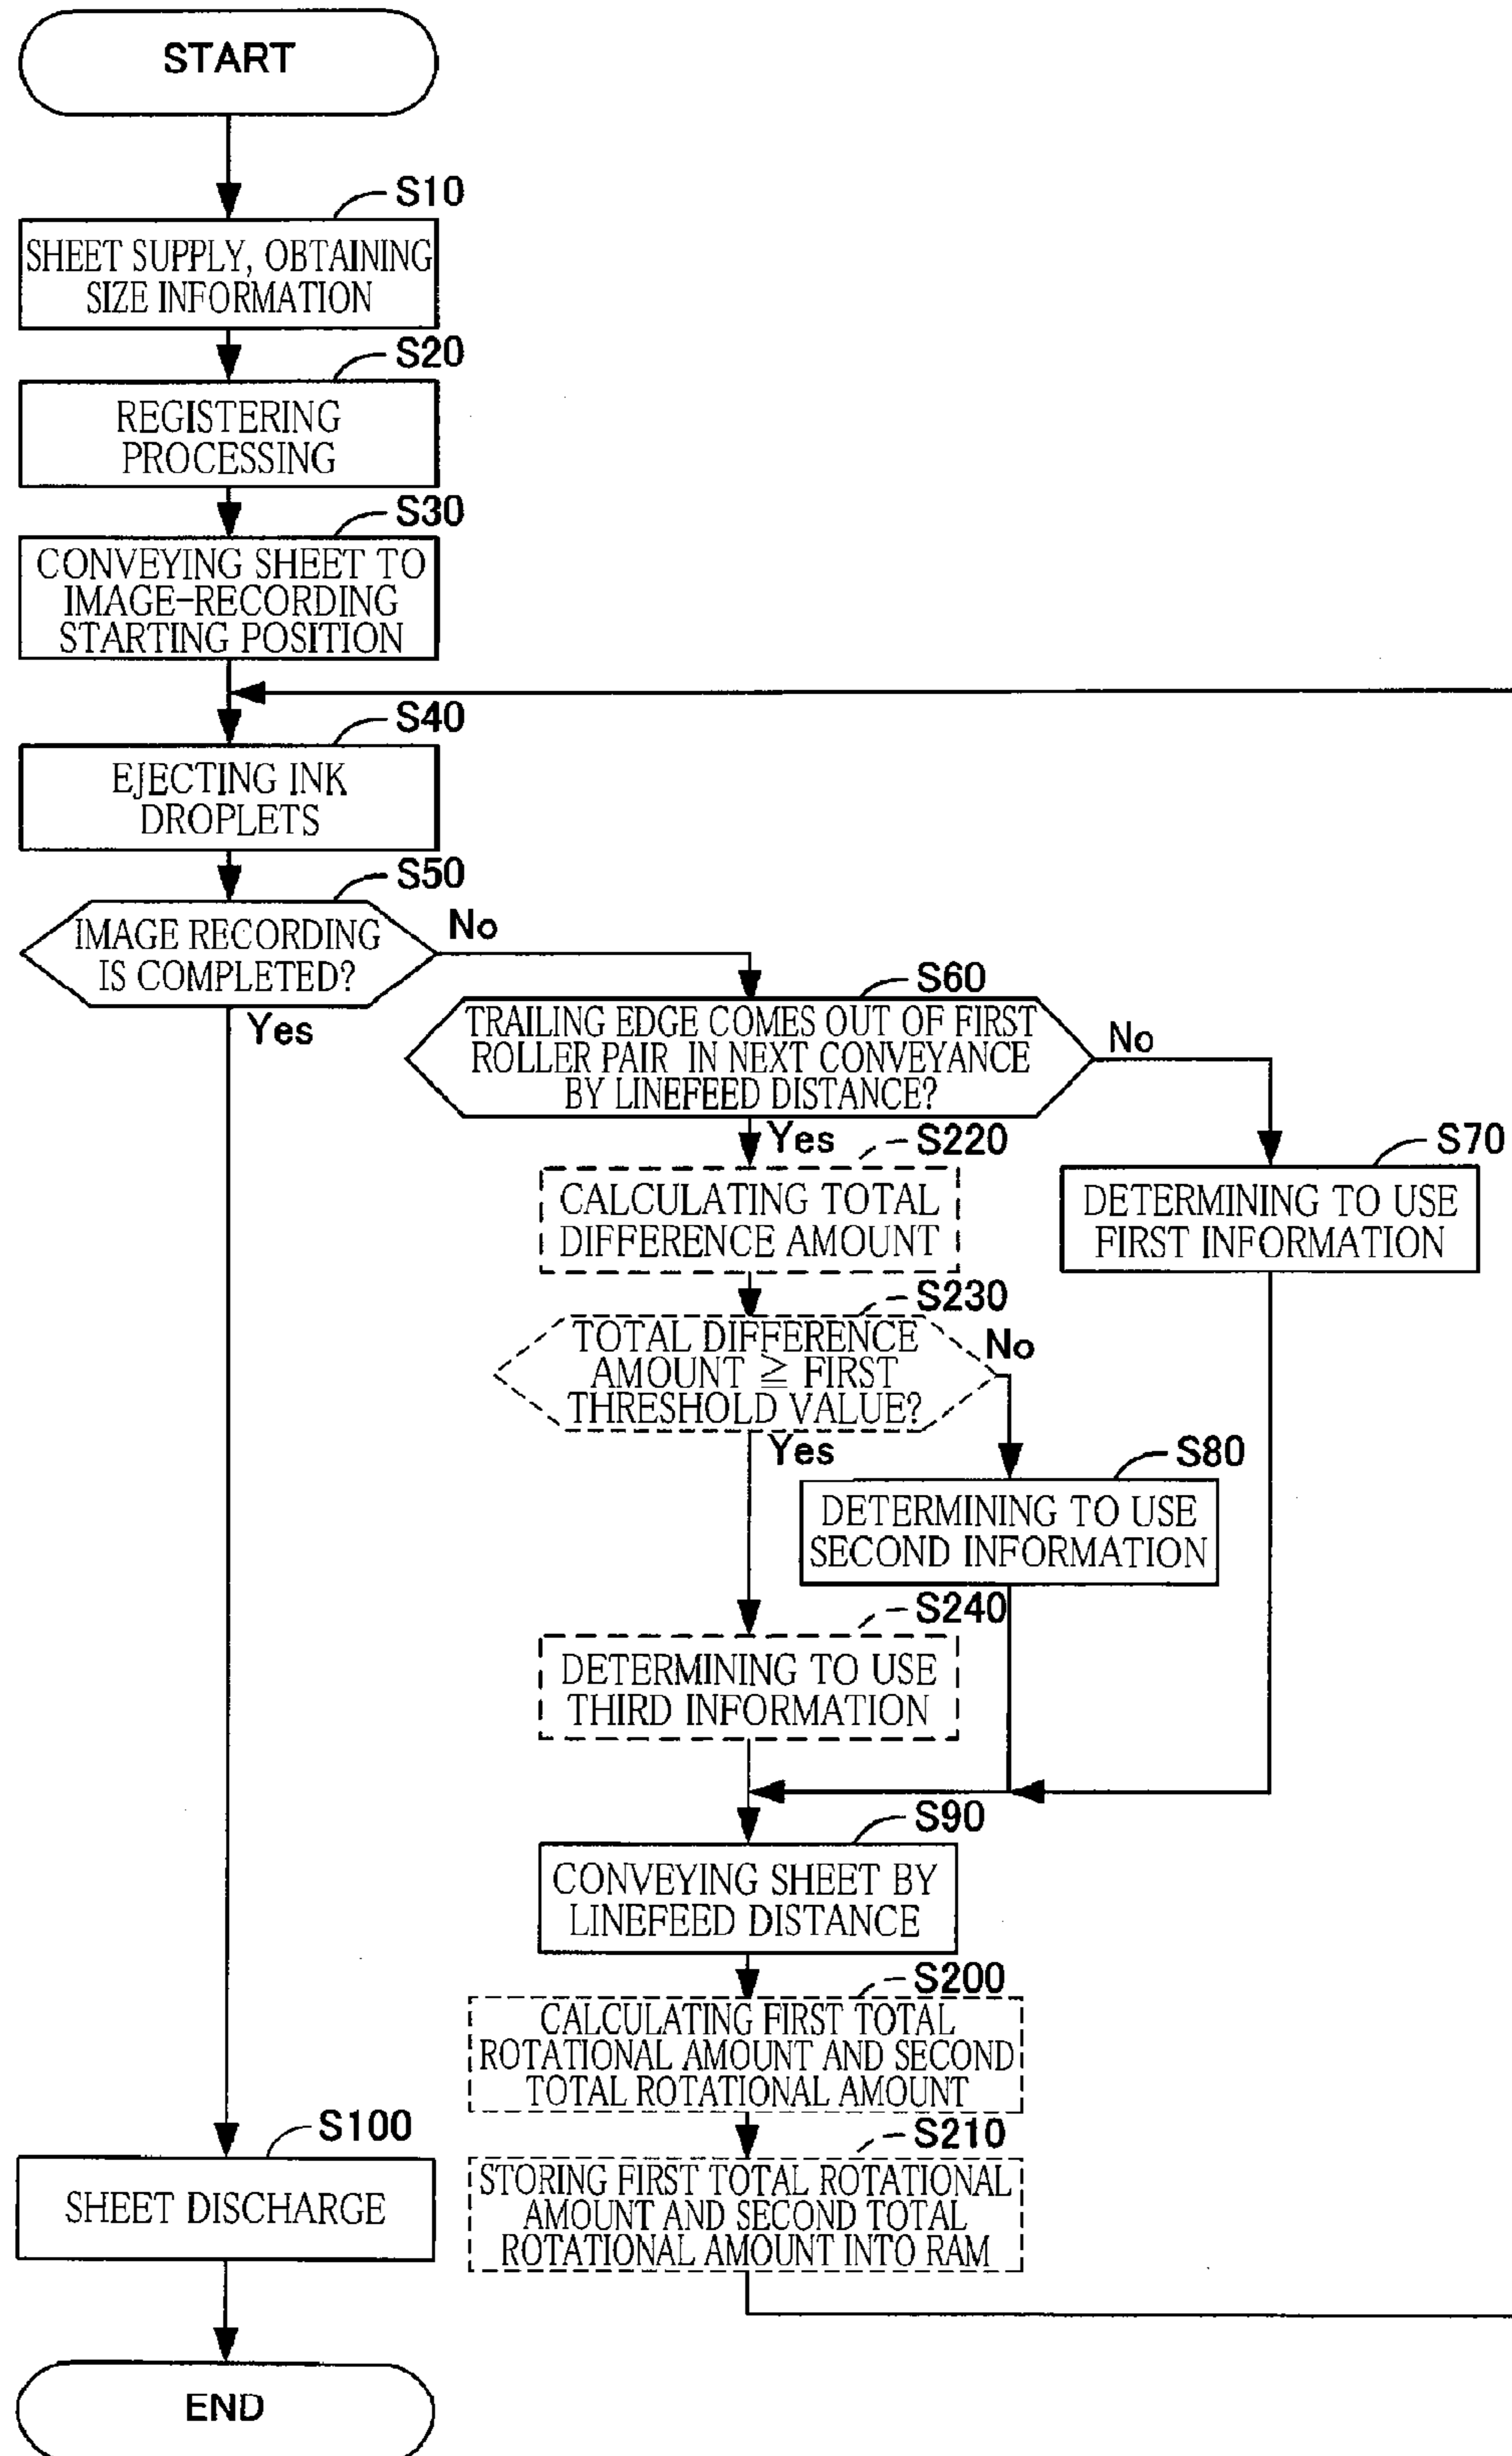 START
S10
SHEET SUPPLY, OBTAINING
SIZE INFORMATION
S20
REGISTERING
PROCESSING
S30
CONVEYING SHEET TO
IMAGE-RECORDING
STARTING POSITION
S40
EJECTING INK
DROPLETS
S50
IMAGE RECORDING
IS COMPLETED?
No
Yes
S60
TRAILING EDGE COMES OUT OF FIRST
ROLLER PAIR IN NEXT CONVEYANCE
BY LINEFEED DISTANCE?
No
Yes
S70
DETERMINING TO USE
FIRST INFORMATION
S220
CALCULATING TOTAL
DIFFERENCE AMOUNT
S230
TOTAL DIFFERENCE
AMOUNT ≧ FIRST
THRESHOLD VALUE?
No
Yes
S80
DETERMINING TO USE
SECOND INFORMATION
S240
DETERMINING TO USE
THIRD INFORMATION
S90
CONVEYING SHEET BY
LINEFEED DISTANCE
S200
CALCULATING FIRST TOTAL
ROTATIONAL AMOUNT AND SECOND
TOTAL ROTATIONAL AMOUNT
S210
STORING FIRST TOTAL ROTATIONAL
AMOUNT AND SECOND TOTAL
ROTATIONAL AMOUNT INTO RAM
S100
SHEET DISCHARGE
END